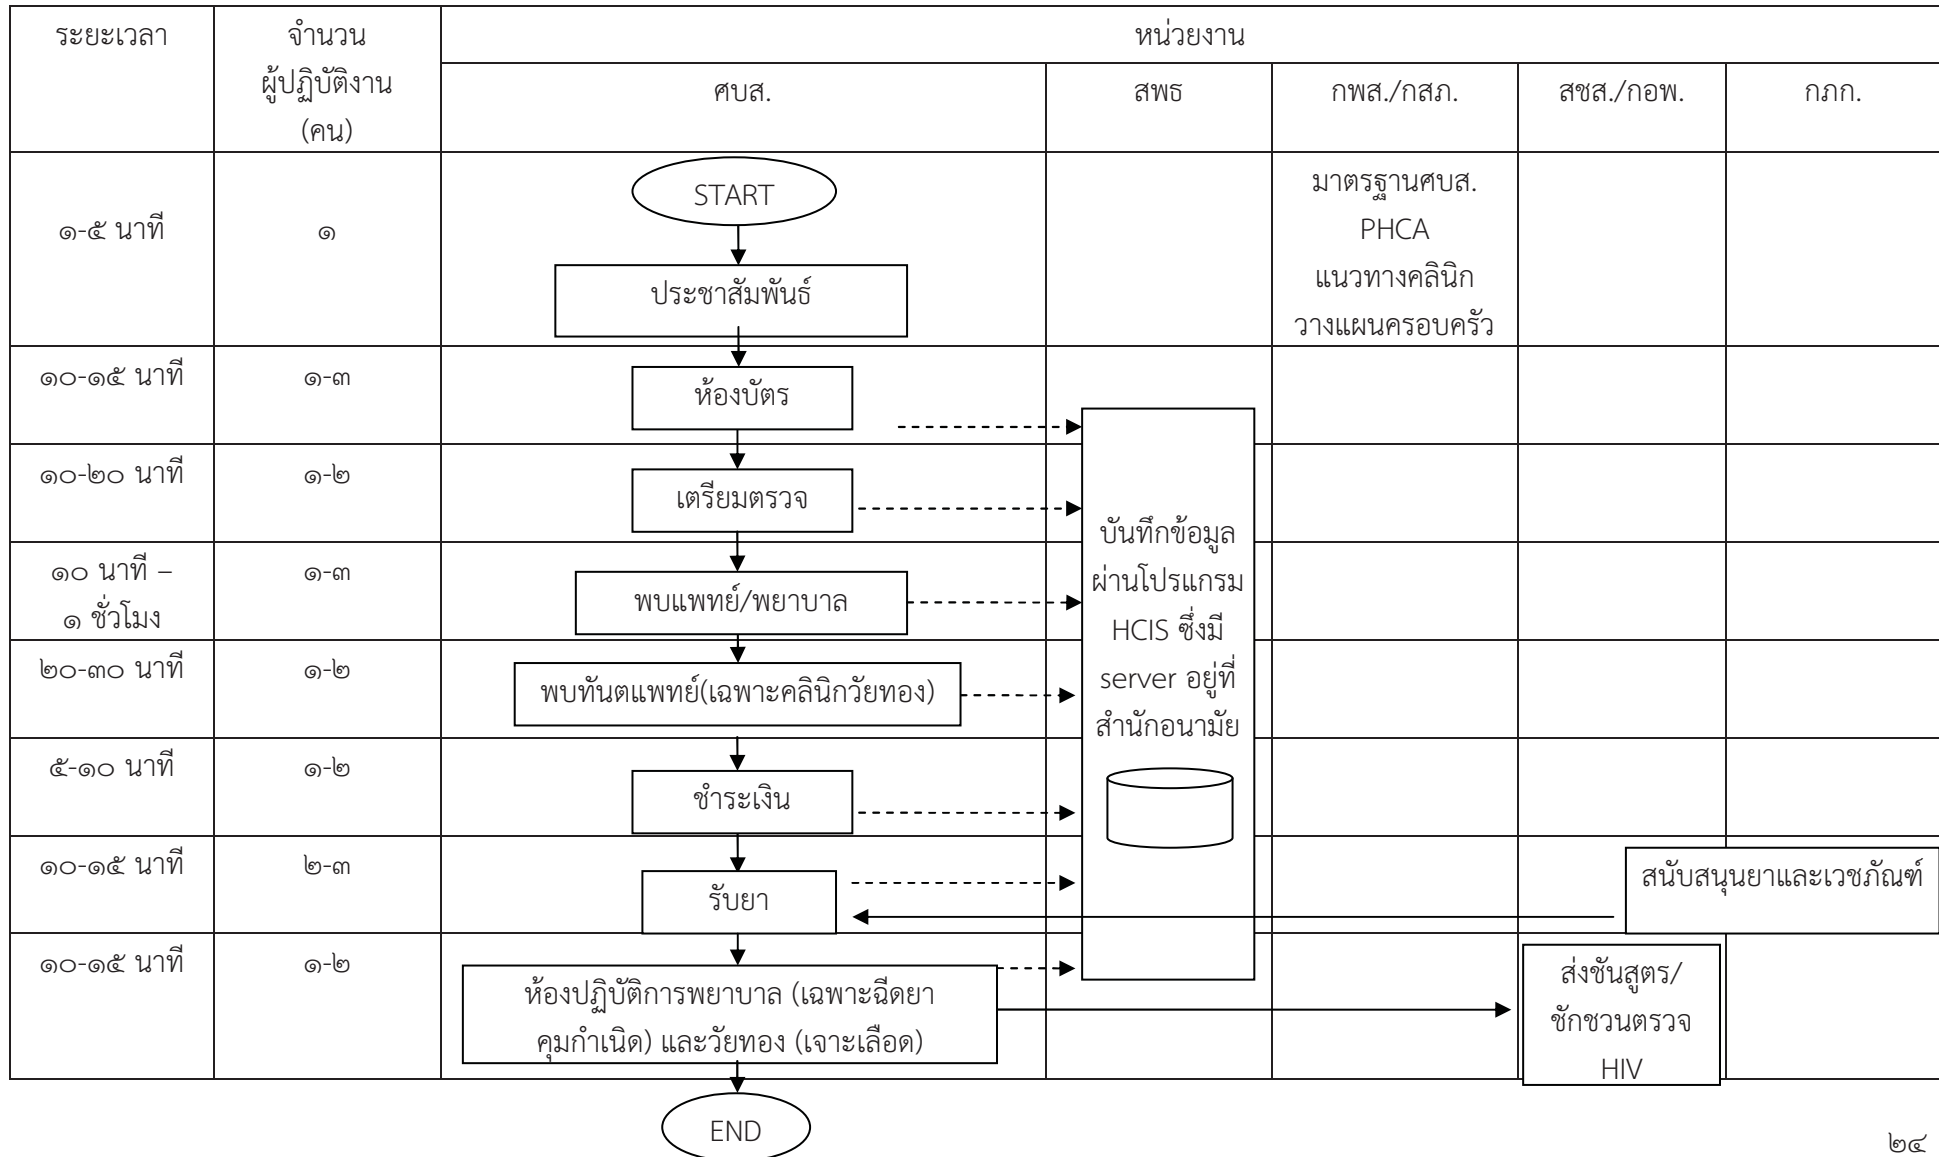 ระยะเวลา
จำนวน
ผู้ปฏิบัติงาน
(คน)
หน่วยงาน
ศบส.
สพธ
กพส./กสภ.
สชส./กอพ.
กภก.
๑-๕ นาที
๑
START
ประชาสัมพันธ์
มาตรฐานศบส.
PHCA
แนวทางคลินิก
วางแผนครอบครัว
๑๐-๑๕ นาที
๑-๓
ห้องบัตร
๑๐-๒๐ นาที
๑-๒
เตรียมตรวจ
๑๐ นาที –
๑ ชั่วโมง
๑-๓
พบแพทย์/พยาบาล
๒๐-๓๐ นาที
๑-๒
พบทันตแพทย์(เฉพาะคลินิกวัยทอง)
บันทึกข้อมูล
ผ่านโปรแกรม
HCIS ซึ่งมี
server อยู่ที่
สำนักอนามัย
๕-๑๐ นาที
๑-๒
ชำระเงิน
๑๐-๑๕ นาที
๒-๓
รับยา
สนับสนุนยาและเวชภัณฑ์
๑๐-๑๕ นาที
๑-๒
ห้องปฏิบัติการพยาบาล (เฉพาะฉีดยา
คุมกำเนิด) และวัยทอง (เจาะเลือด)
ส่งชันสูตร/
ชักชวนตรวจ
HIV
END
๒๔